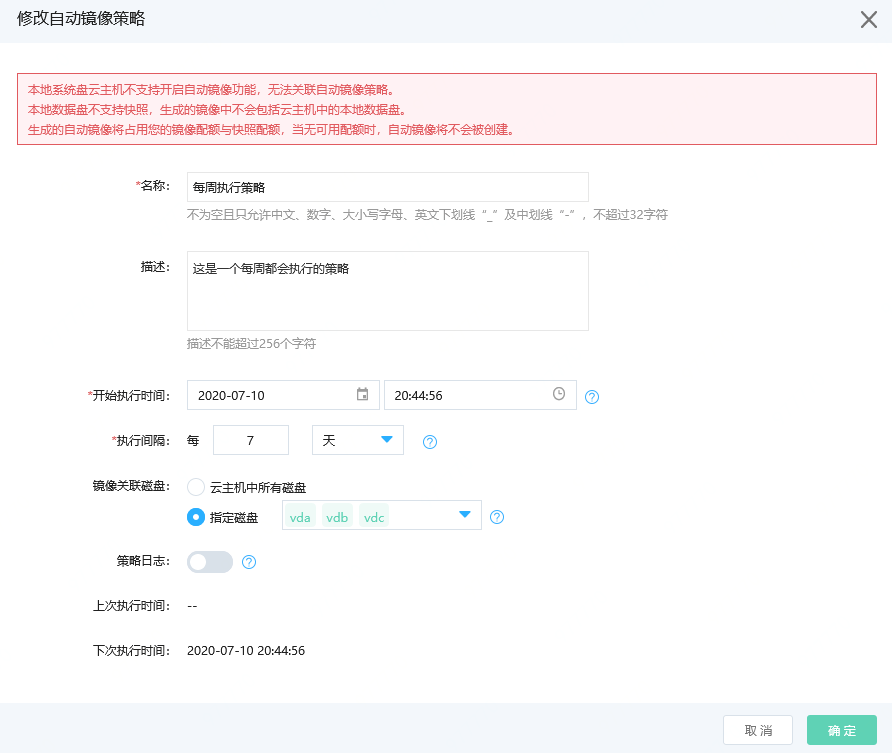 修改自动镜像策略
本地系统盘云主机不支持开启自动镜像功能，无法关联自动镜像策略。
本地数据盘不支持快照，生成的镜像中不会包括云主机中的本地数据盘。
生成的自动镜像将占用您的镜像配额与快照配额，当无可用配额时，自动镜像将不会被创建。
*名称： 每周执行策略
不为空且只允许中文、数字、大小写字母、英文下划线“_”及中划线“-”，不超过32字符
描述： 这是一个每周都会执行的策略
描述不能超过256个字符
*开始执行时间： 2020-07-10 20:44:56 ?
*执行间隔： 每 7 天 ?
镜像关联磁盘： 云主机中所有磁盘
指定磁盘 vda vdb vdc ?
策略日志： ?
上次执行时间： --
下次执行时间： 2020-07-10 20:44:56
取消 确定